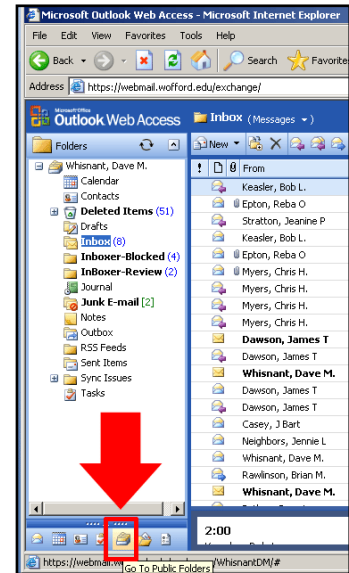 Microsoft Outlook Web Access - Microsoft Internet Explorer
File Edit View Favorites Tools Help
Back Search Favorite
Address https://webmail.wofford.edu/exchange/
Microsoft Office
Outlook Web Access
Inbox (Messages )
Folders
New
! From
Whisnant, Dave M.
Calendar
Contacts
Deleted Items (51)
Drafts
Inbox (8)
Inboxer-Blocked (4)
InBoxer-Review (2)
Journal
Junk E-mail [2]
Notes
Outbox
RSS Feeds
Sent Items
Sync Issues
Tasks
Keasler, Bob L.
Epton, Reba O
Stratton, Jeanine P
Keasler, Bob L.
Epton, Reba O
Myers, Chris H.
Myers, Chris H.
Myers, Chris H.
Myers, Chris H.
Dawson, James T
Dawson, James T
Whisnant, Dave M.
Dawson, James T
Dawson, James T
Casey, J Bart
Neighbors, Jennie L
Whisnant, Dave M.
Rawlinson, Brian M.
Whisnant, Dave M.
2:00
https://webmail.w /WhisnantDM/#
Go To Public Folders